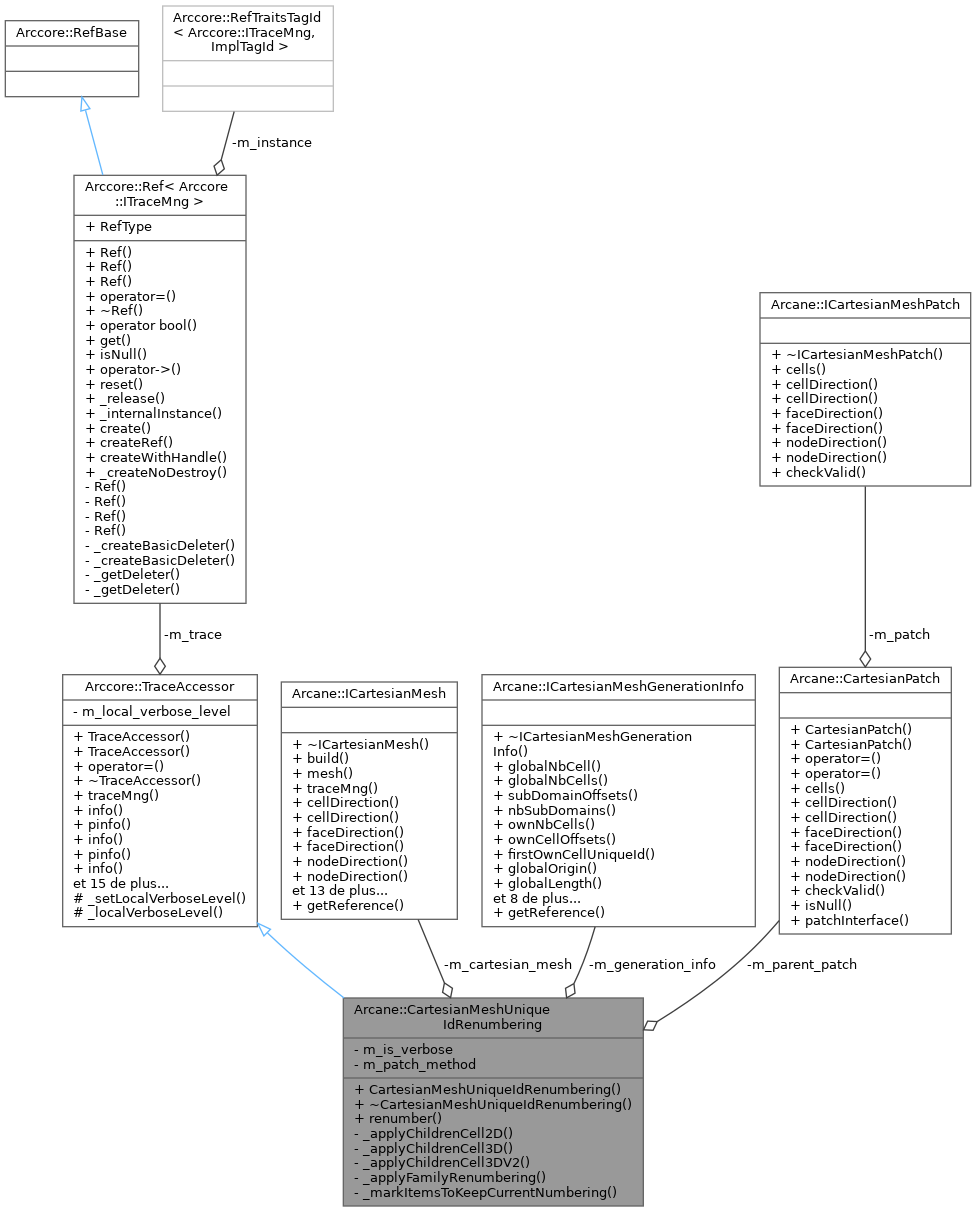 Arccore::RefBase
Arccore::RefTraitsTagId
< Arccore::ITraceMng,
ImplTagId >
-m_instance
Arccore::Ref< Arccore
::ITraceMng >
+ RefType
+ Ref()
+ Ref()
+ Ref()
+ operator=()
+ ~Ref()
+ operator bool()
+ get()
+ isNull()
+ operator->()
+ reset()
+ _release()
+ _internalInstance()
+ create()
+ createRef()
+ createWithHandle()
+ _createNoDestroy()
- Ref()
- Ref()
- Ref()
- Ref()
- _createBasicDeleter()
- _createBasicDeleter()
- _getDeleter()
- _getDeleter()
Arcane::ICartesianMeshPatch
+ ~ICartesianMeshPatch()
+ cells()
+ cellDirection()
+ cellDirection()
+ faceDirection()
+ faceDirection()
+ nodeDirection()
+ nodeDirection()
+ checkValid()
-m_trace
-m_patch
Arccore::TraceAccessor
- m_local_verbose_level
+ TraceAccessor()
+ TraceAccessor()
+ operator=()
+ ~TraceAccessor()
+ traceMng()
+ info()
+ pinfo()
+ info()
+ pinfo()
+ info()
et 15 de plus...
# _setLocalVerboseLevel()
# _localVerboseLevel()
Arcane::ICartesianMesh
+ ~ICartesianMesh()
+ build()
+ mesh()
+ traceMng()
+ cellDirection()
+ cellDirection()
+ faceDirection()
+ faceDirection()
+ nodeDirection()
+ nodeDirection()
et 13 de plus...
+ getReference()
Arcane::ICartesianMeshGenerationInfo
+ ~ICartesianMeshGeneration
Info()
+ globalNbCell()
+ globalNbCells()
+ subDomainOffsets()
+ nbSubDomains()
+ ownNbCells()
+ ownCellOffsets()
+ firstOwnCellUniqueId()
+ globalOrigin()
+ globalLength()
et 8 de plus...
+ getReference()
Arcane::CartesianPatch
+ CartesianPatch()
+ CartesianPatch()
+ operator=()
+ operator=()
+ cells()
+ cellDirection()
+ cellDirection()
+ faceDirection()
+ faceDirection()
+ nodeDirection()
+ nodeDirection()
+ checkValid()
+ isNull()
+ patchInterface()
-m_cartesian_mesh
-m_generation_info
-m_parent_patch
Arcane::CartesianMeshUnique
IdRenumbering
- m_is_verbose
- m_patch_method
+ CartesianMeshUniqueIdRenumbering()
+ ~CartesianMeshUniqueIdRenumbering()
+ renumber()
- _applyChildrenCell2D()
- _applyChildrenCell3D()
- _applyChildrenCell3DV2()
- _applyFamilyRenumbering()
- _markItemsToKeepCurrentNumbering()